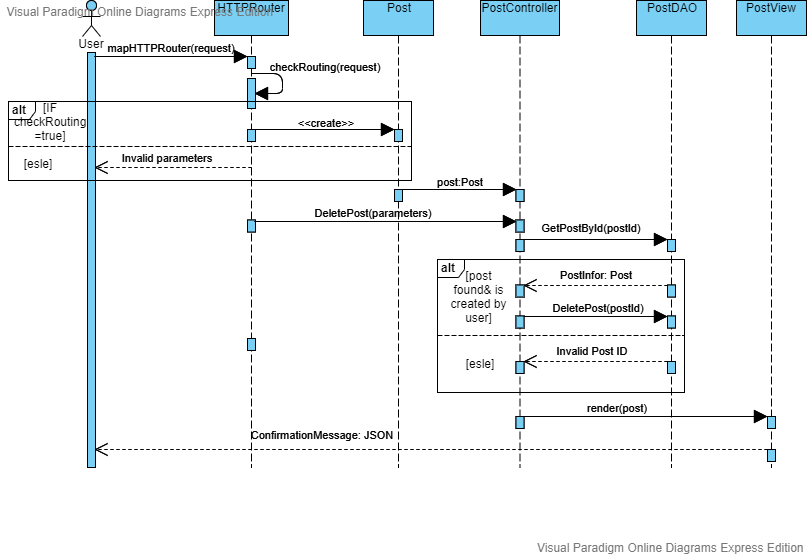 Visual Paradigm Online Diagrams Express Edition
HTTPRouter
Post
PostController
PostDAO
PostView
User
mapHTTPRouter(request)
checkRouting(request)
alt
[IF
checkRouting
=true]
<<create>>
[esle]
Invalid parameters
post:Post
DeletePost(parameters)
GetPostById(postId)
alt
[post
found& is
created by
user]
PostInfor: Post
DeletePost(postId)
[esle]
Invalid Post ID
render(post)
ConfirmationMessage: JSON
Visual Paradigm Online Diagrams Express Edition